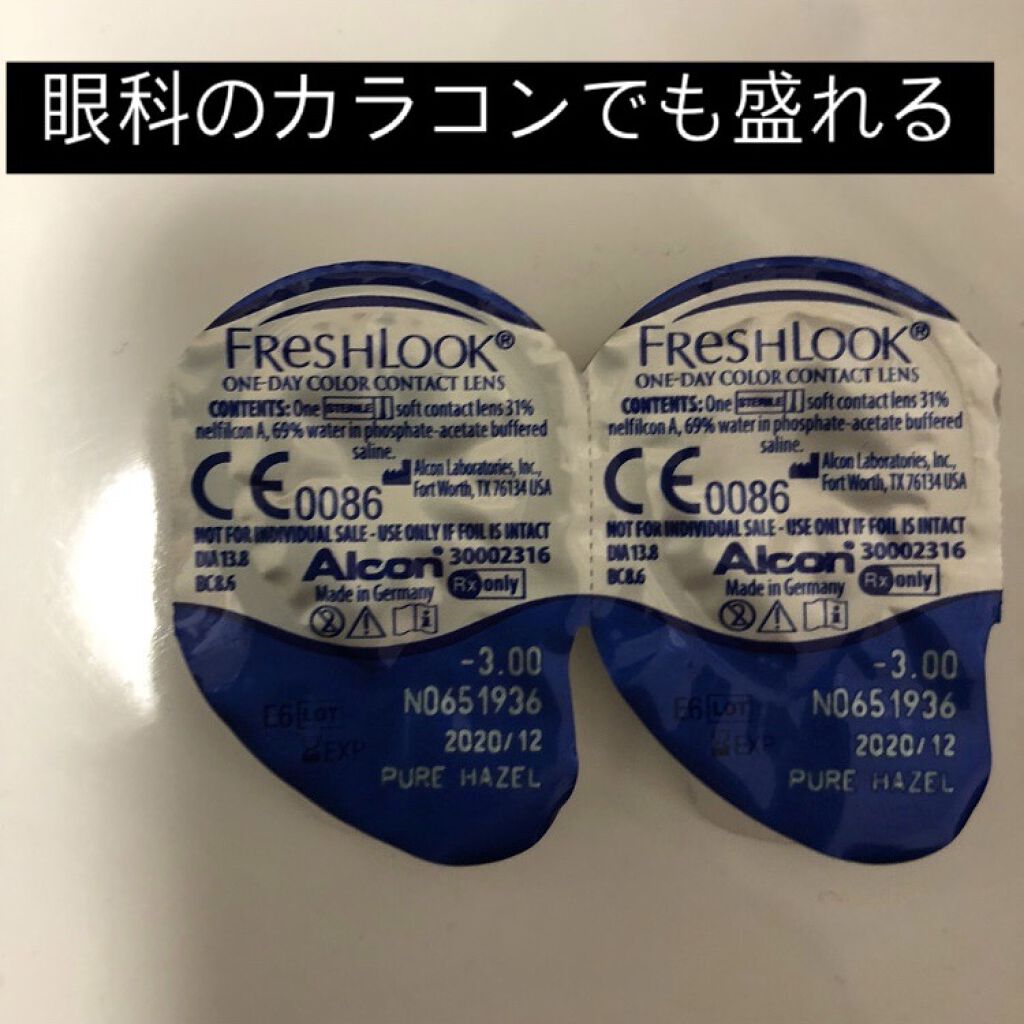 眼科のカラコンでも盛れる
FRESHLOOK®
ONE-DAY COLOR CONTACT LENS
CONTENTS: One STERILE soft contact lens 31%
nelfilcon A, 69% water in phosphate-acetate buffered
saline.
CE 0086
Alcon Laboratories, Inc.,
Fort Worth, TX 76134 USA
NOT FOR INDIVIDUAL SALE - USE ONLY IF FOIL IS INTACT
DIA 13.8
BC 8.6
Alcon® 30002316
Made in Germany Rx only
-3.00
E6 LOT N0651936
EXP 2020/12
PURE HAZEL
FRESHLOOK®
ONE-DAY COLOR CONTACT LENS
CONTENTS: One STERILE soft contact lens 31%
nelfilcon A, 69% water in phosphate-acetate buffered
saline.
CE 0086
Alcon Laboratories, Inc.,
Fort Worth, TX 76134 USA
NOT FOR INDIVIDUAL SALE - USE ONLY IF FOIL IS INTACT
DIA 13.8
BC 8.6
Alcon® 30002316
Made in Germany Rx only
-3.00
E6 LOT N0651936
EXP 2020/12
PURE HAZEL